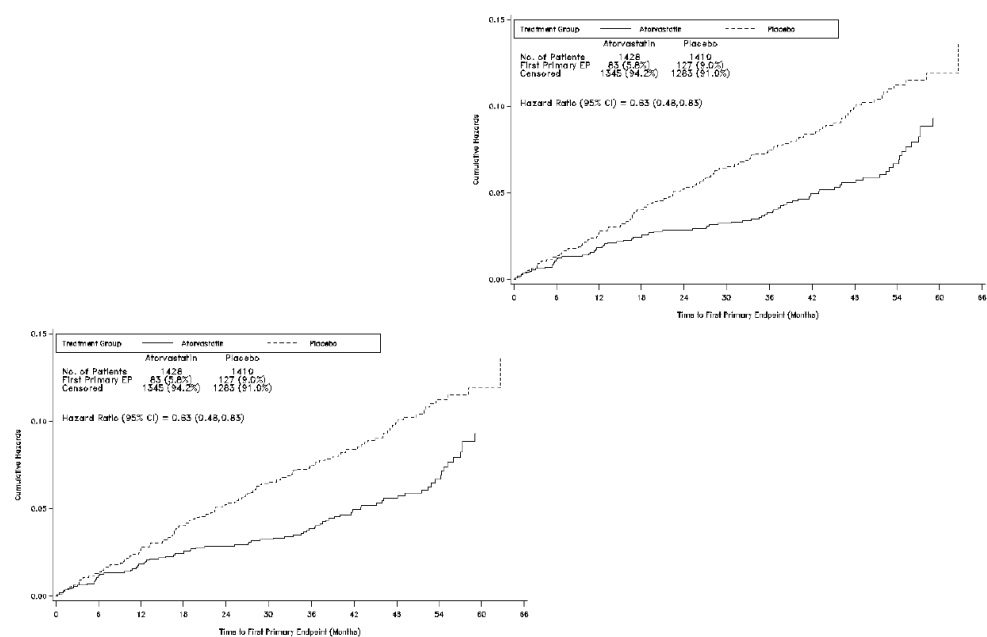 0.15
Treatment Group Atorvastatin Placebo
Atorvastatin Placebo
No. of Patients 1428 1410
First Primary EP 83 (5.8%) 127 (9.0%)
Censored 1345 (94.2%) 1283 (91.0%)
0.10
Hazard Ratio (95% CI) = 0.63 (0.48,0.83)
Cumulative Hazards
0.05
0.00
0 6 12 18 24 30 36 42 48 54 60 66
Time to First Primary Endpoint (Months)
0.15
Treatment Group Atorvastatin Placebo
Atorvastatin Placebo
No. of Patients 1428 1410
First Primary EP 83 (5.8%) 127 (9.0%)
Censored 1345 (94.2%) 1283 (91.0%)
Hazard Ratio (95% CI) = 0.63 (0.48,0.83)
0.10
Cumulative Hazards
0.05
0.00
0 6 12 18 24 30 36 42 48 54 60 66
Time to First Primary Endpoint (Months)